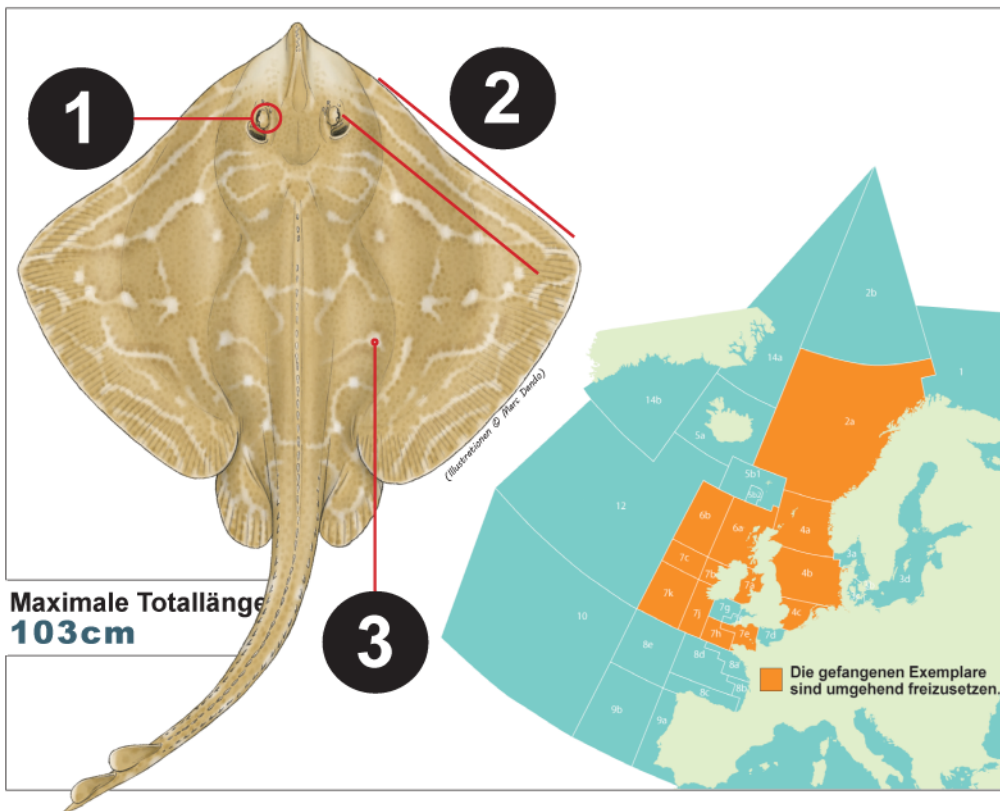 1
2
3
(Illustrationen © Marc Dando)
Maximale Totallänge
103cm
2b
1
14a
2a
14b
5a
5b1
12
6b
6a
4a
3a
7c
7b
4b
3d
7k
7j
7g
4c
10
7h
7e
7d
8e
8d
8a
8b
8c
9b
9a
Die gefangenen Exemplare
sind umgehend freizusetzen.